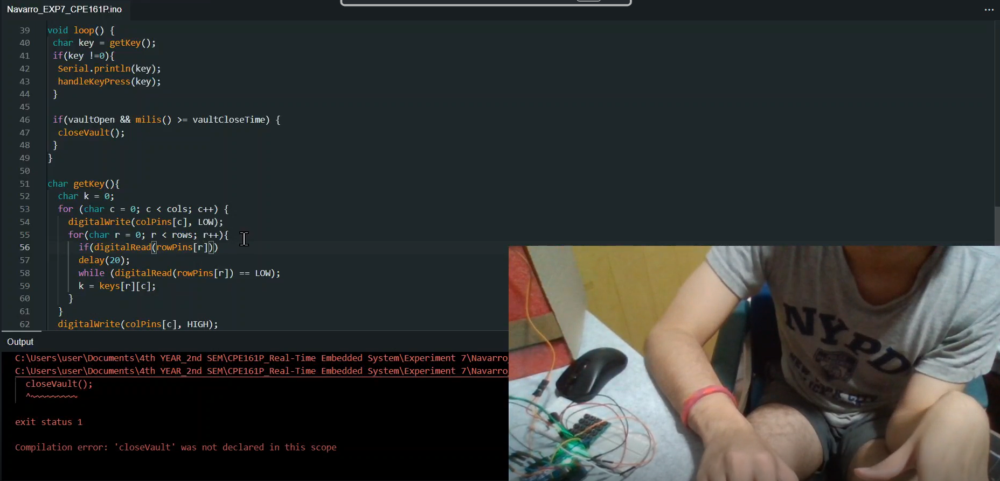 Navarro_EXP7_CPE161P.ino
39 void loop() {
40 char key = getKey();
41 if(key !=0){
42 Serial.println(key);
43 handleKeyPress(key);
44 }
45
46 if(vaultOpen && milis() >= vaultCloseTime) {
47 closeVault();
48 }
49 }
50
51 char getKey(){
52 char k = 0;
53 for (char c = 0; c < cols; c++) {
54 digitalWrite(colPins[c], LOW);
55 for(char r = 0; r < rows; r++){
56 if(digitalRead(rowPins[r]))
57 delay(20);
58 while (digitalRead(rowPins[r]) == LOW);
59 k = keys[r][c];
60 }
61 }
62 digitalWrite(colPins[c], HIGH);
Output
C:\Users\user\Documents\4th YEAR_2nd SEM\CPE161P_Real-Time Embedded System\Experiment 7\Navarro_
C:\Users\user\Documents\4th YEAR_2nd SEM\CPE161P_Real-Time Embedded System\Experiment 7\Navarro_
closeVault();
^~~~~~~~~~
exit status 1
Compilation error: 'closeVault' was not declared in this scope
NYPD